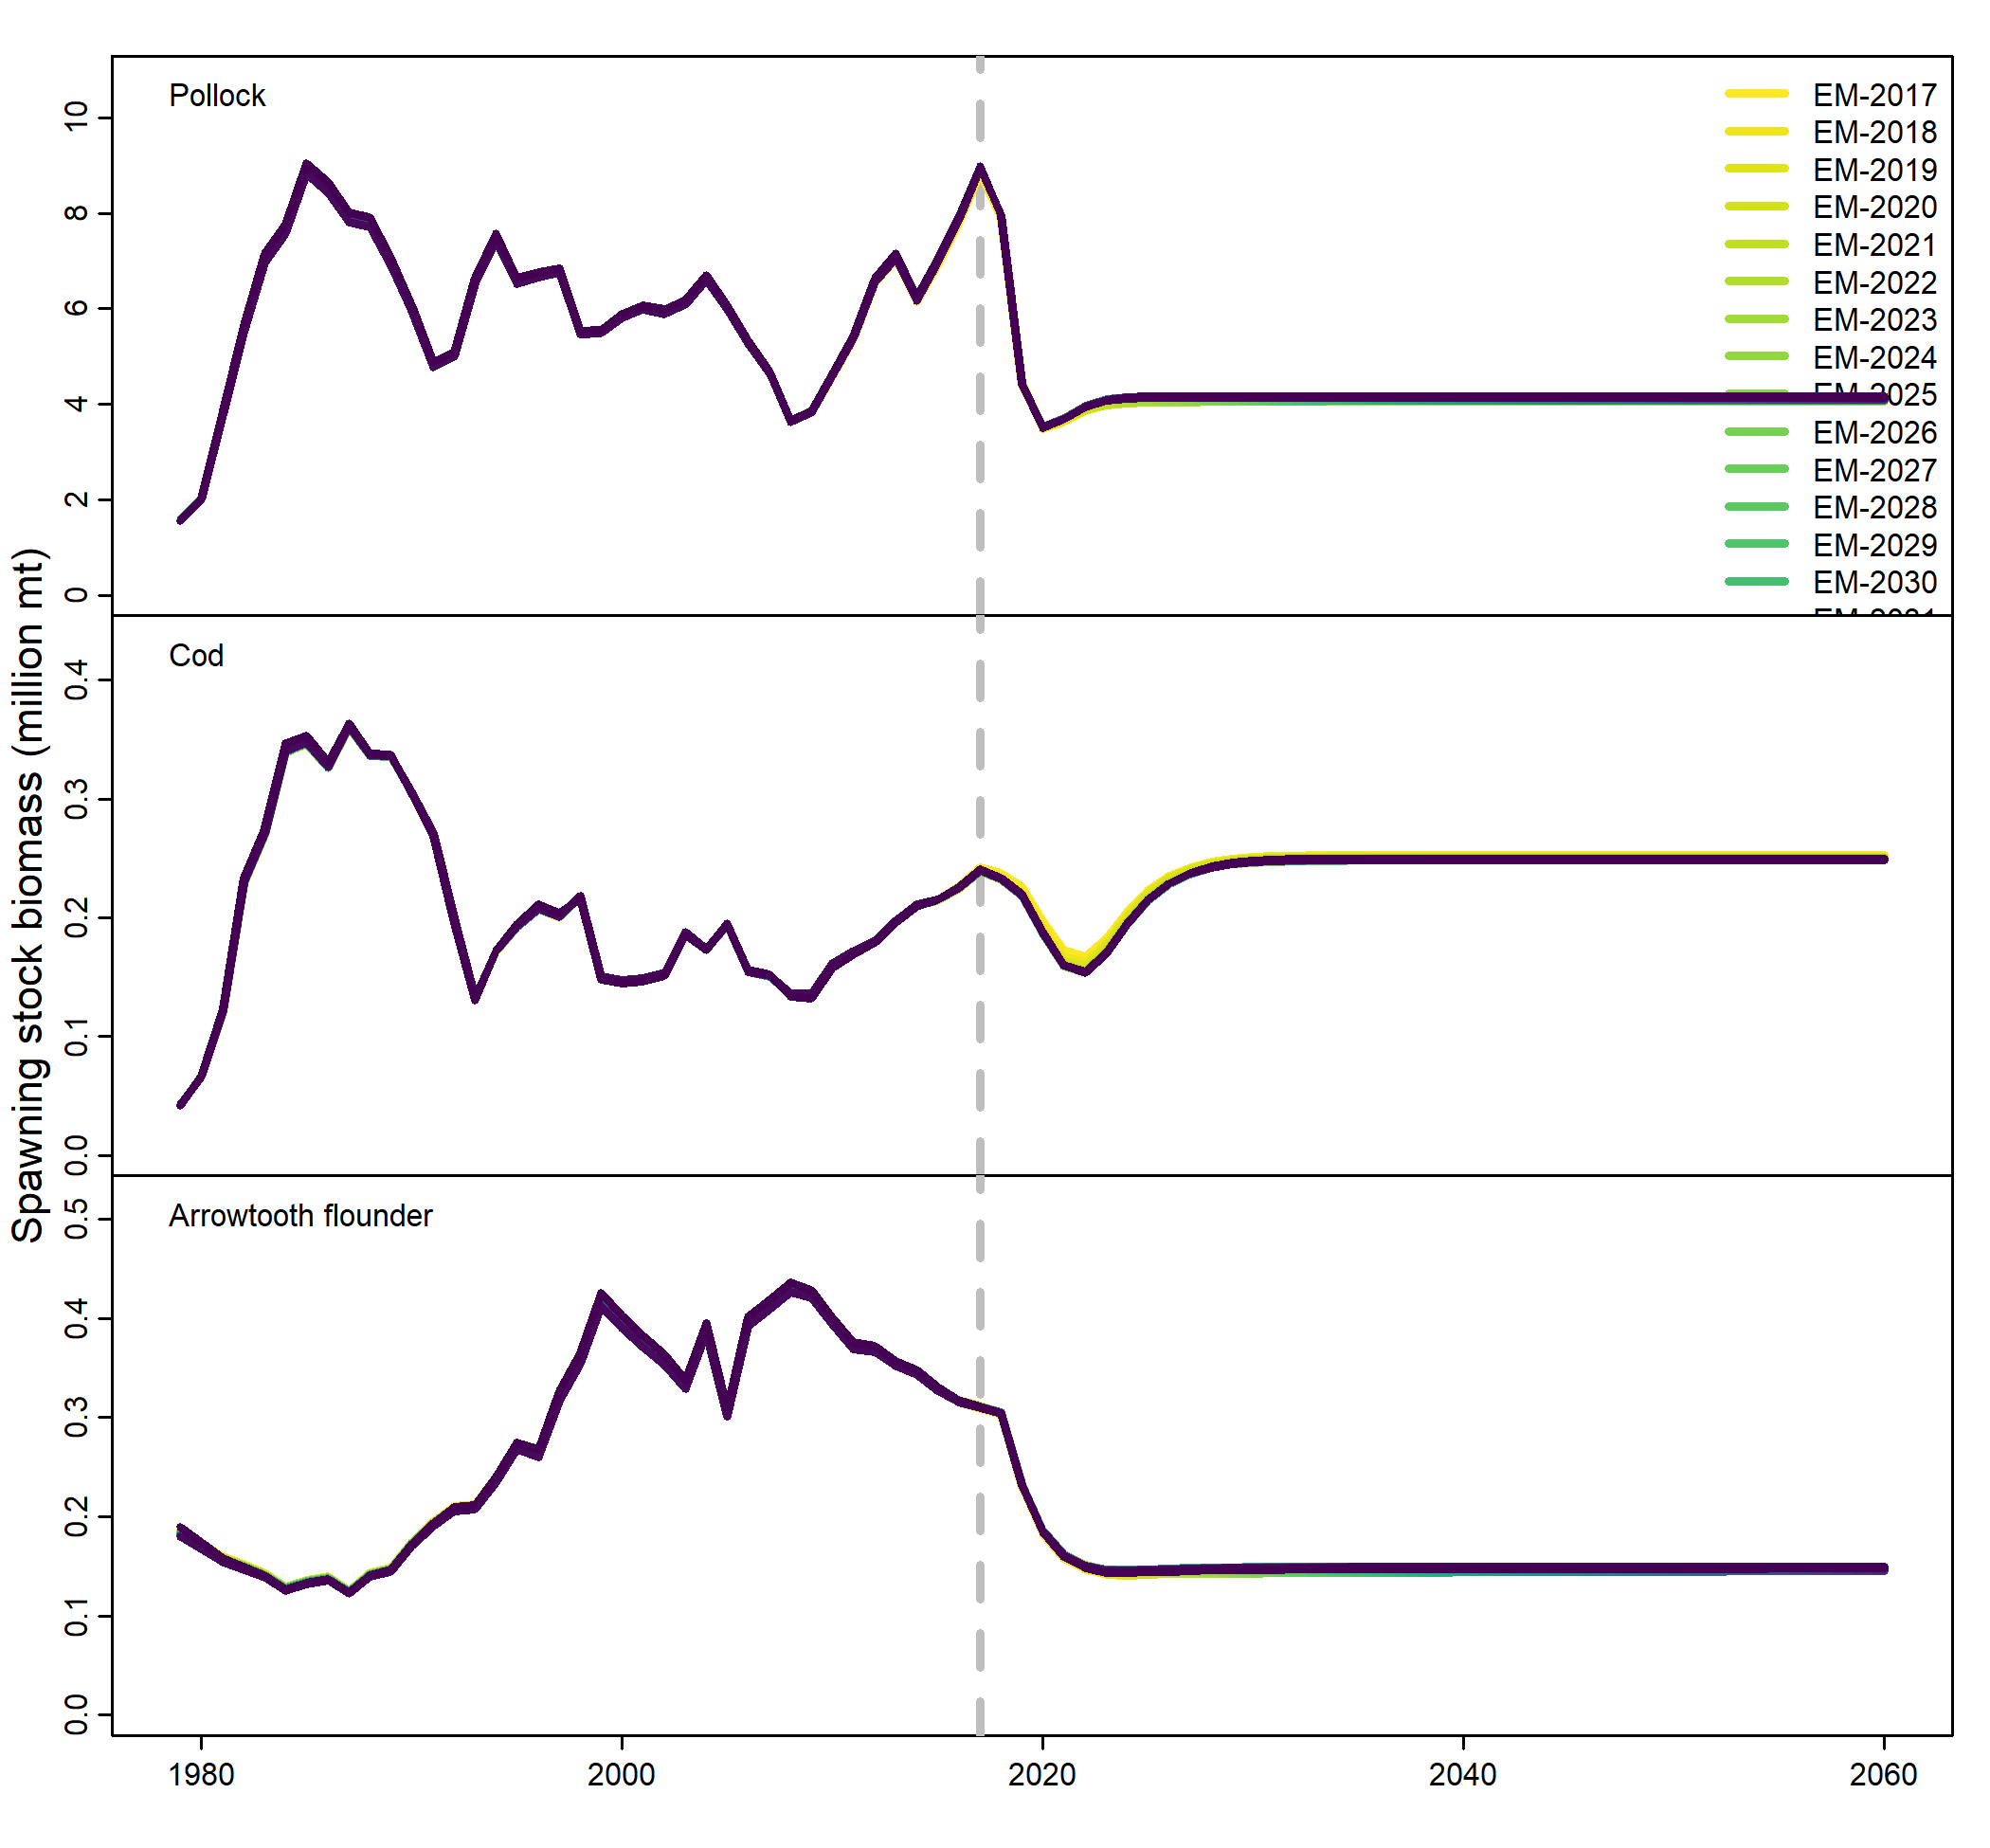 Spawning stock biomass (million mt)
Pollock
10
8
6
4
2
0
EM-2017
EM-2018
EM-2019
EM-2020
EM-2021
EM-2022
EM-2023
EM-2024
025
EM-2026
EM-2027
EM-2028
EM-2029
EM-2030
Cod
0.4
0.3
0.2
0.1
0.0
Arrowtooth flounder
0.5
0.4
0.3
0.2
0.1
0.0
1980 2000 2020 2040 2060